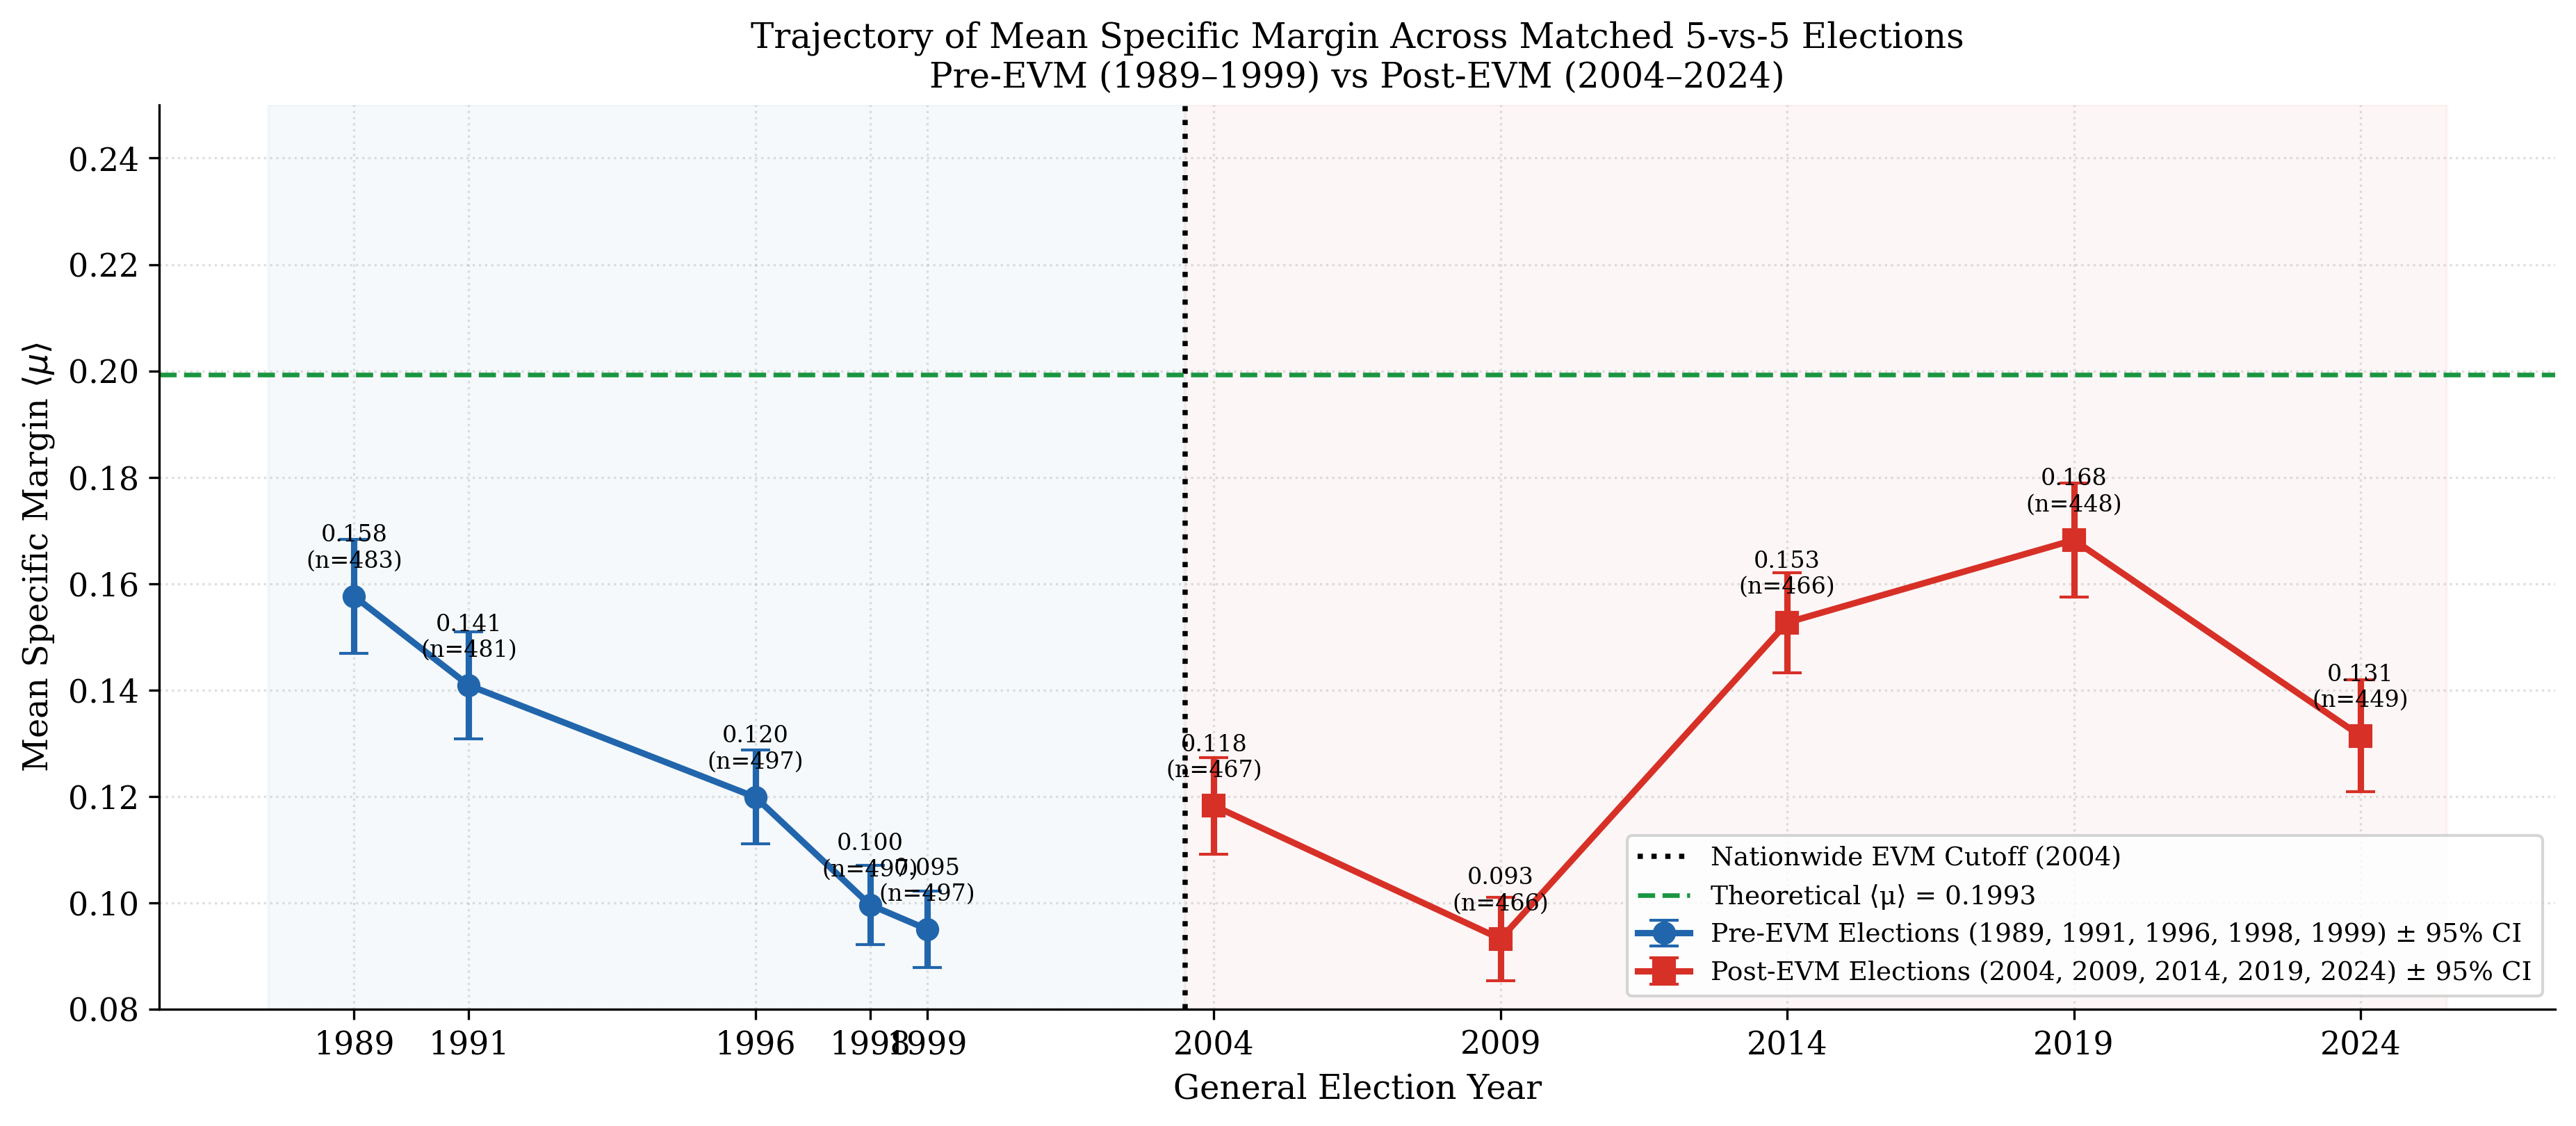 Trajectory of Mean Specific Margin Across Matched 5-vs-5 Elections
Pre-EVM (1989–1999) vs Post-EVM (2004–2024)
Mean Specific Margin ⟨μ⟩
0.24
0.22
0.20
0.18
0.16
0.14
0.12
0.10
0.08
0.158
(n=483)
0.141
(n=481)
0.120
(n=497)
0.100
(n=497)
0.095
(n=497)
0.118
(n=467)
0.093
(n=466)
0.153
(n=466)
0.168
(n=448)
0.131
(n=449)
Nationwide EVM Cutoff (2004)
Theoretical ⟨μ⟩ = 0.1993
Pre-EVM Elections (1989, 1991, 1996, 1998, 1999) ± 95% CI
Post-EVM Elections (2004, 2009, 2014, 2019, 2024) ± 95% CI
1989 1991 1996 1998 1999 2004 2009 2014 2019 2024
General Election Year